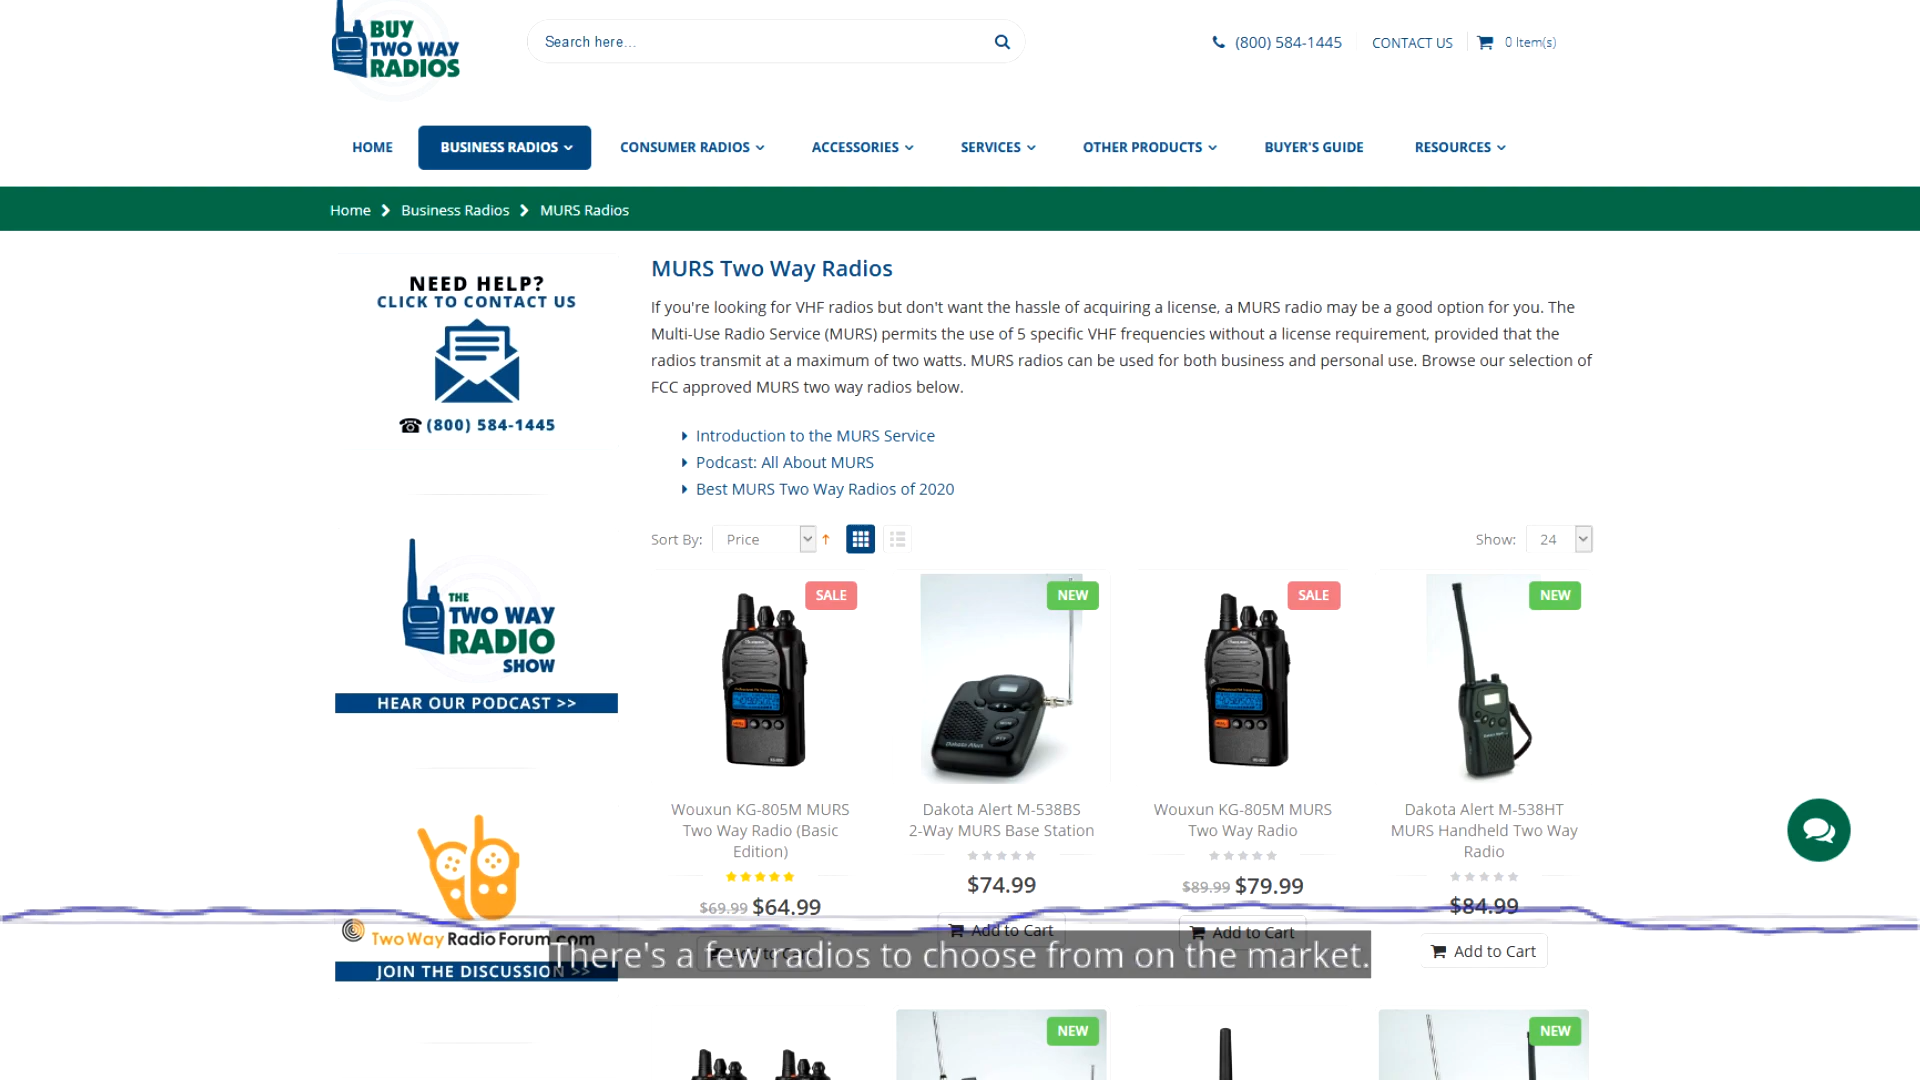 BUY
TWO WAY
RADIOS
Search here...
(800) 584-1445
CONTACT US
0 Item(s)
HOME
BUSINESS RADIOS
CONSUMER RADIOS
ACCESSORIES
SERVICES
OTHER PRODUCTS
BUYER'S GUIDE
RESOURCES
Home
Business Radios
MURS Radios
NEED HELP?
CLICK TO CONTACT US
(800) 584-1445
THE
TWO WAY
RADIO
SHOW
HEAR OUR PODCAST >>
TwoWayRadioForum.com
JOIN THE DISCUSSION >>
MURS Two Way Radios
If you're looking for VHF radios but don't want the hassle of acquiring a license, a MURS radio may be a good option for you. The
Multi-Use Radio Service (MURS) permits the use of 5 specific VHF frequencies without a license requirement, provided that the
radios transmit at a maximum of two watts. MURS radios can be used for both business and personal use. Browse our selection of
FCC approved MURS two way radios below.
Introduction to the MURS Service
Podcast: All About MURS
Best MURS Two Way Radios of 2020
Sort By:
Price
Show:
24
SALE
Wouxun KG-805M MURS
Two Way Radio (Basic
Edition)
$69.99 $64.99
Add to Cart
NEW
Dakota Alert
Dakota Alert M-538BS
2-Way MURS Base Station
$74.99
Add to Cart
SALE
Wouxun KG-805M MURS
Two Way Radio
$89.99 $79.99
Add to Cart
NEW
Dakota Alert M-538HT
MURS Handheld Two Way
Radio
$84.99
Add to Cart
There's a few radios to choose from on the market.
NEW
NEW